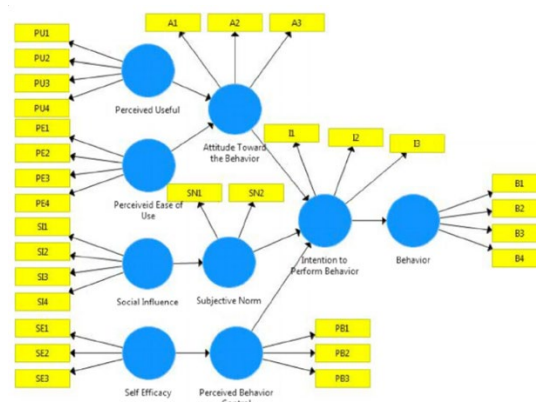 A1
A2
A3
PU1
PU2
PU3
PU4
Perceived Useful
PE1
PE2
PE3
PE4
Perceiveid Ease of
Use
Attitude Toward
the Behavior
I1
I2
I3
SN1
SN2
SI1
SI2
SI3
SI4
Social Influence
Subjective Norm
Intention to
Perform Behavior
Behavior
B1
B2
B3
B4
SE1
SE2
SE3
Self Efficacy
Perceived Behavior
PB1
PB2
PB3